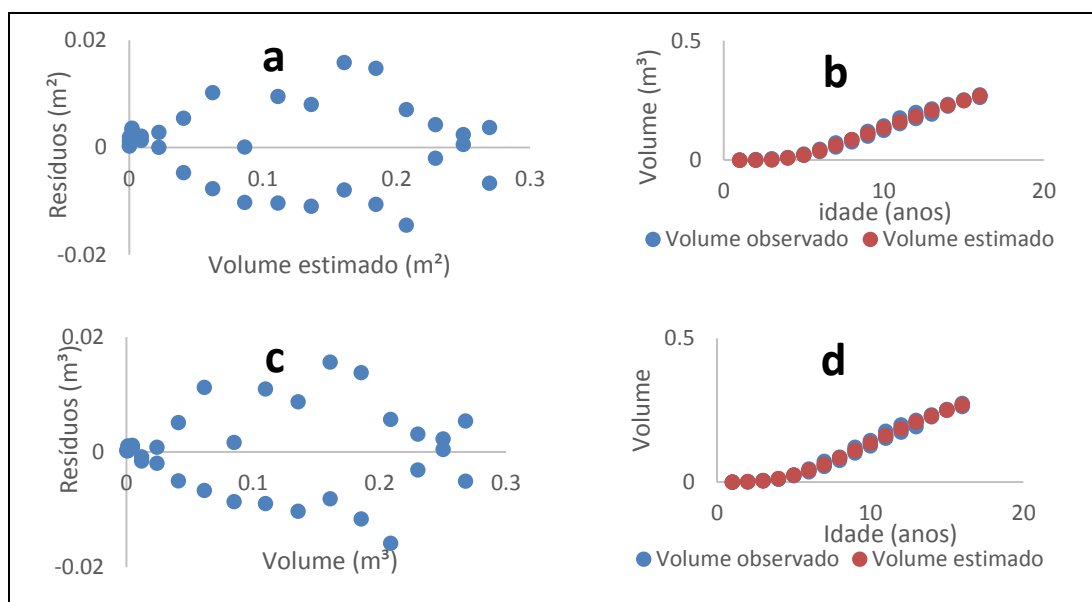 0.02
a
0
0
0.1
0.2
0.3
-0.02
Resíduos (m²)
Volume estimado (m²)
0.5
b
0
0
10
20
Volume (m³)
idade (anos)
Volume observado Volume estimado
0.02
c
0
0
0.1
0.2
0.3
-0.02
Resíduos (m³)
Volume (m³)
0.5
d
0
0
10
20
Volume
Idade (anos)
Volume observado Volume estimado